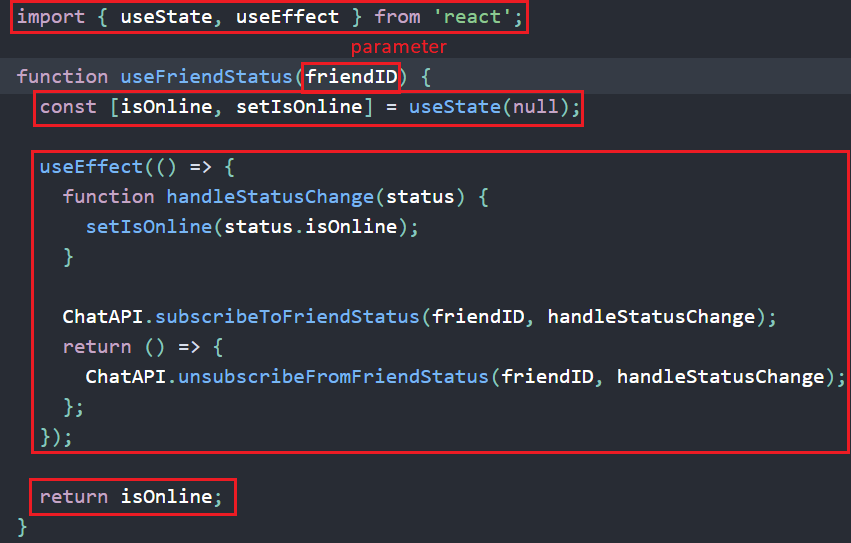 import { useState, useEffect } from 'react';
parameter
function useFriendStatus(friendID) {
const [isOnline, setIsOnline] = useState(null);
useEffect(() => {
function handleStatusChange(status) {
setIsOnline(status.isOnline);
}
ChatAPI.subscribeToFriendStatus(friendID, handleStatusChange);
return () => {
ChatAPI.unsubscribeFromFriendStatus(friendID, handleStatusChange);
};
});
return isOnline;
}